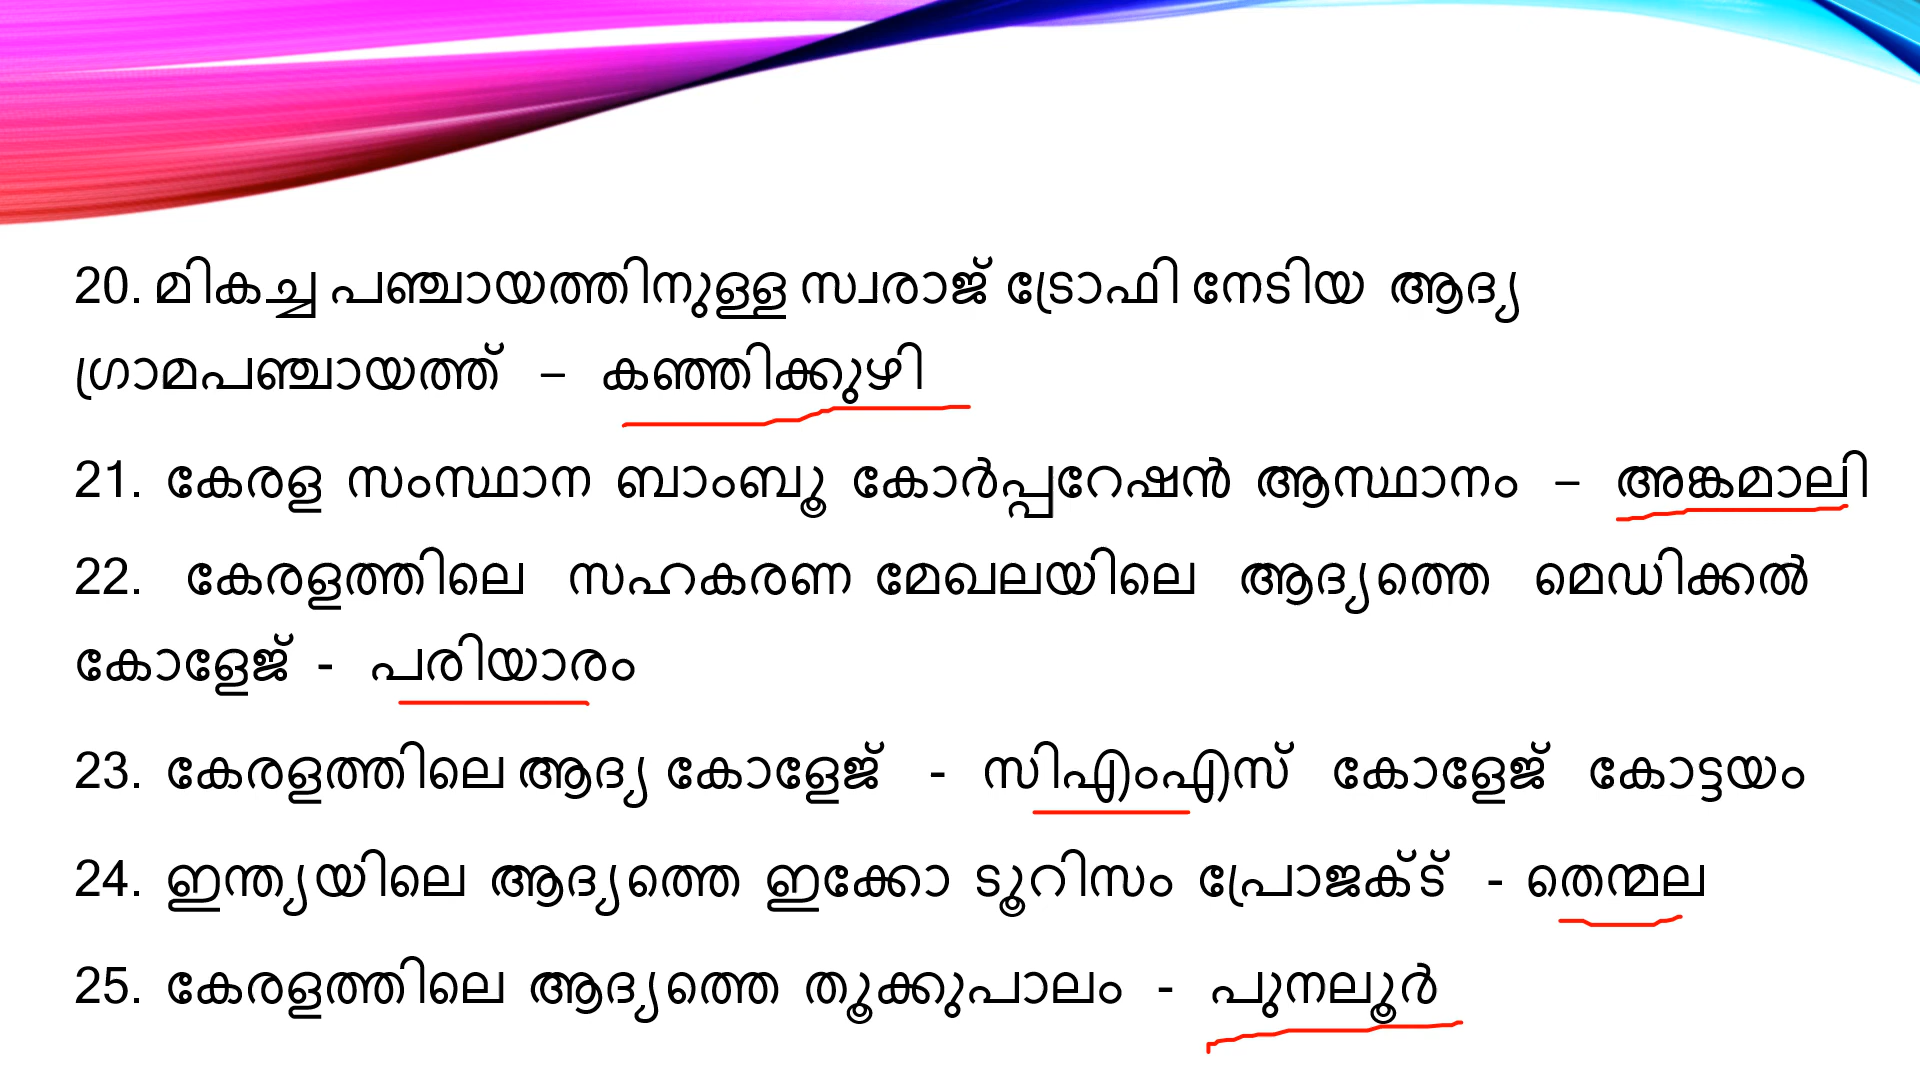 20. മികച്ച പഞ്ചായത്തിനുള്ള സ്വരാജ് ട്രോഫി നേടിയ ആദ്യ
ഗ്രാമപഞ്ചായത്ത് – കഞ്ഞിക്കുഴി
21. കേരള സംസ്ഥാന ബാംബൂ കോർപ്പറേഷൻ ആസ്ഥാനം – അങ്കമാലി
22. കേരളത്തിലെ സഹകരണ മേഖലയിലെ ആദ്യത്തെ മെഡിക്കൽ
കോളേജ് - പരിയാരം
23. കേരളത്തിലെ ആദ്യ കോളേജ് - സിഎംഎസ് കോളേജ് കോട്ടയം
24. ഇന്ത്യയിലെ ആദ്യത്തെ ഇക്കോ ടൂറിസം പ്രോജക്ട് - തെന്മല
25. കേരളത്തിലെ ആദ്യത്തെ തൂക്കുപാലം - പുനലൂർ